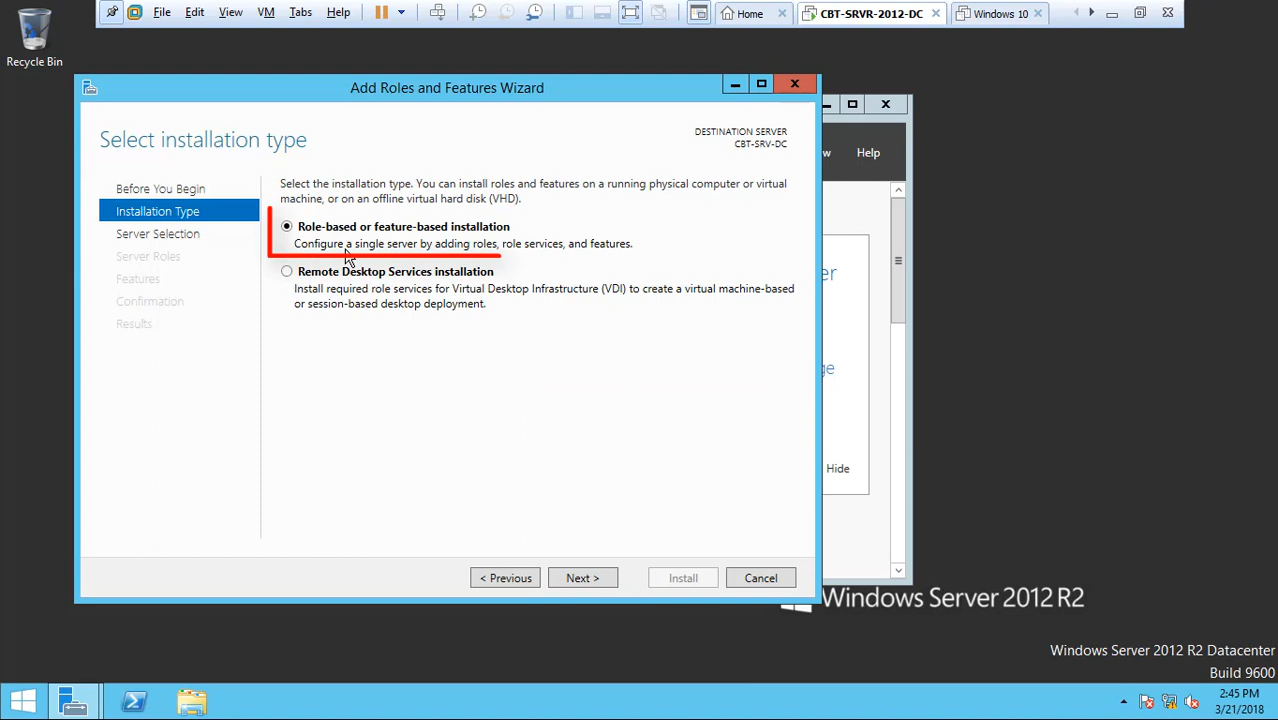 File Edit View VM Tabs Help
Home CBT-SRVR-2012-DC Windows 10
Recycle Bin
Add Roles and Features Wizard
Select installation type
DESTINATION SERVER
CBT-SRV-DC
Before You Begin
Installation Type
Server Selection
Server Roles
Features
Confirmation
Results
Select the installation type. You can install roles and features on a running physical computer or virtual
machine, or on an offline virtual hard disk (VHD).
Role-based or feature-based installation
Configure a single server by adding roles, role services, and features.
Remote Desktop Services installation
Install required role services for Virtual Desktop Infrastructure (VDI) to create a virtual machine-based
or session-based desktop deployment.
< Previous Next > Install Cancel
w Help
er
ge
Hide
Windows Server 2012 R2
Windows Server 2012 R2 Datacenter
Build 9600
2:45 PM
3/21/2018